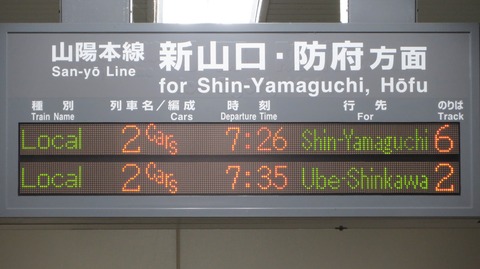 山陽本線 新山口・防府方面
San-yō Line for Shin-Yamaguchi, Hōfu
種別 列車名/編成 時刻 行先 のりば
Train Name Cars Departure Time For Track
Local 2 Cars 7:26 Shin-Yamaguchi 6
Local 2 Cars 7:35 Ube-Shinkawa 2